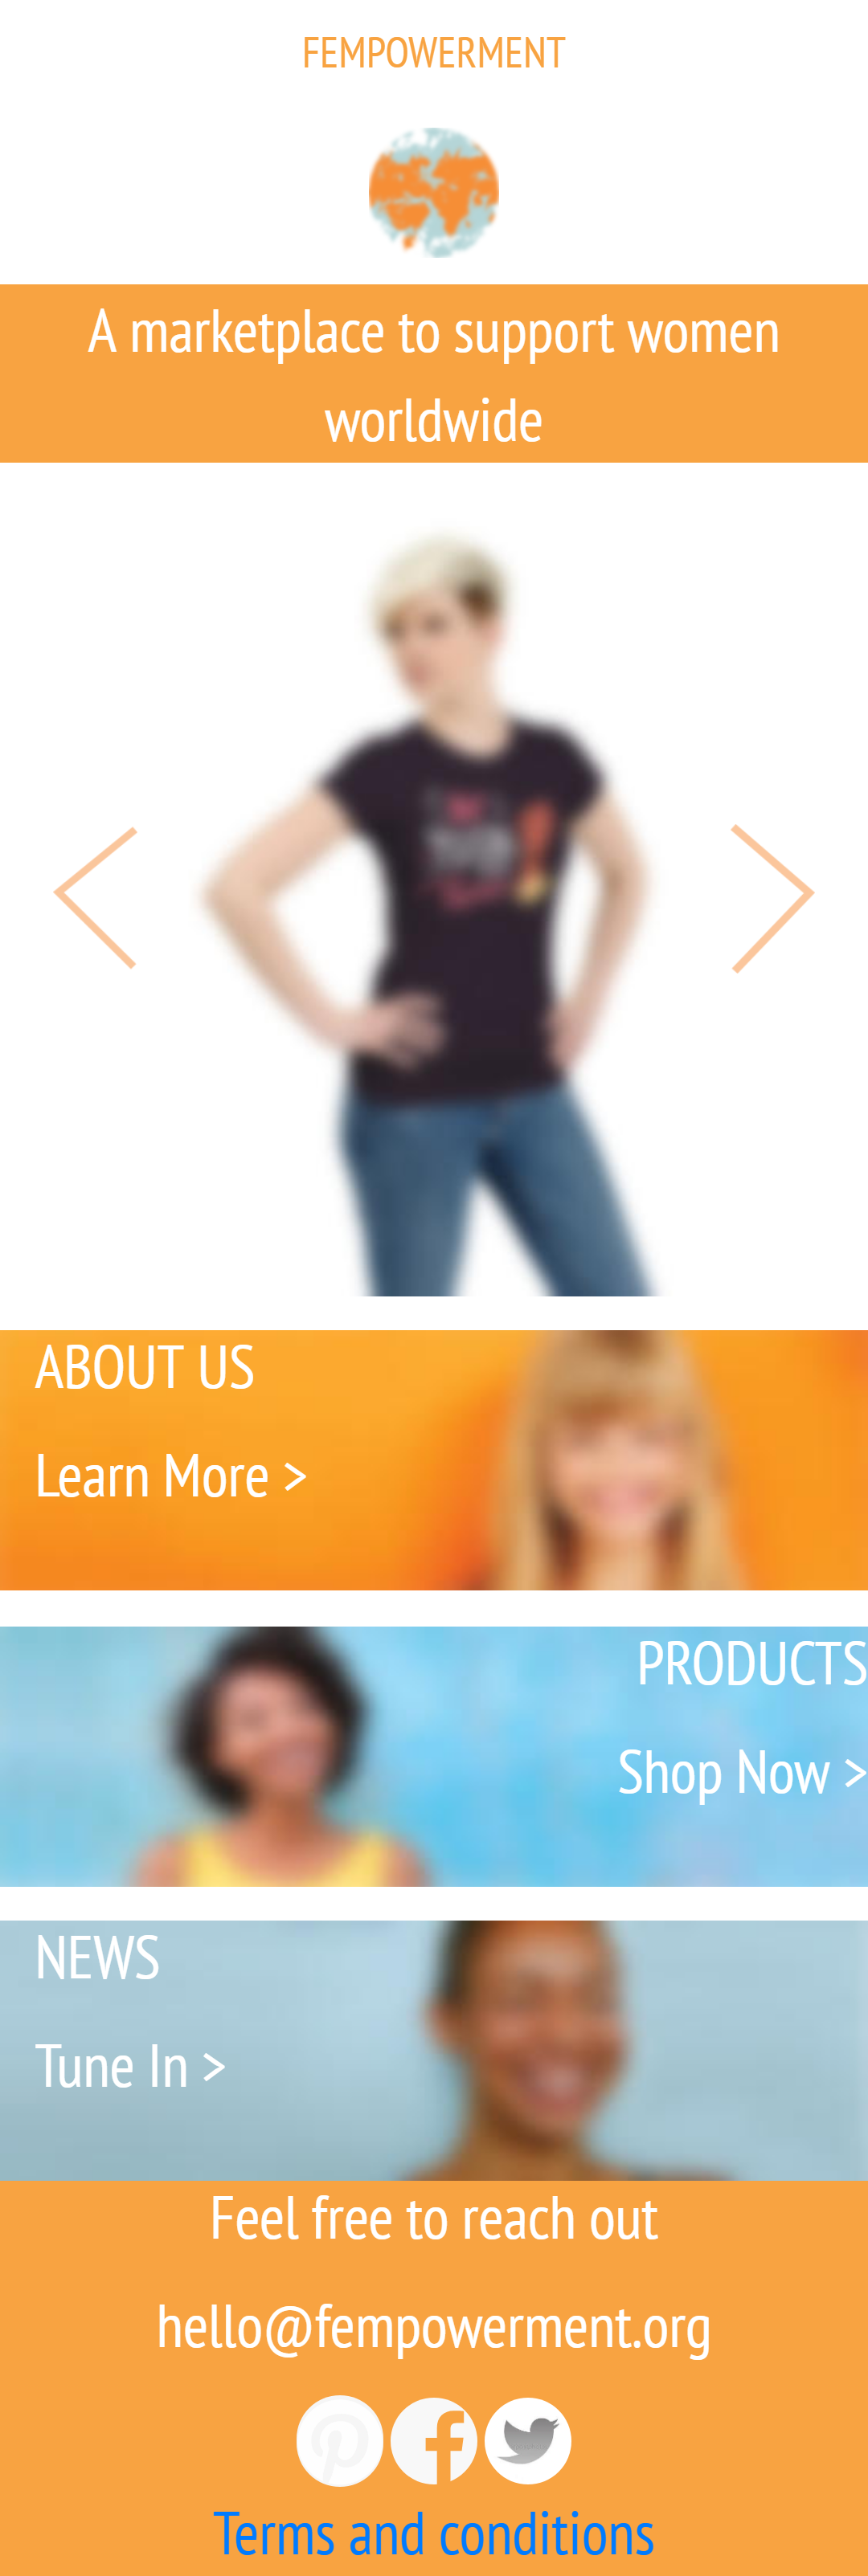 FEMPOWERMENT
A marketplace to support women
worldwide
ABOUT US
Learn More >
PRODUCTS
Shop Now >
NEWS
Tune In >
Feel free to reach out
hello@fempowerment.org
Terms and conditions